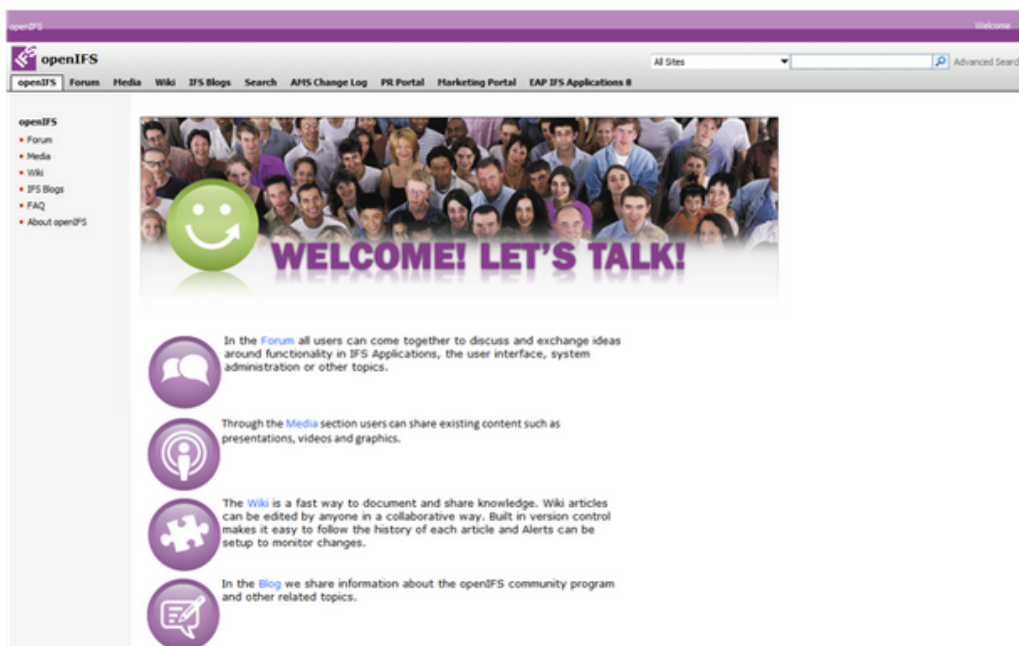 openIFS
Welcome
IFS openIFS
All Sites
Advanced Search
openIFS Forum Media Wiki IFS Blogs Search AMS Change Log PR Portal Marketing Portal EAP IFS Applications 8
openIFS
Forum
Media
Wiki
IFS Blogs
FAQ
About openIFS
WELCOME! LET'S TALK!
In the Forum all users can come together to discuss and exchange ideas
around functionality in IFS Applications, the user interface, system
administration or other topics.
Through the Media section users can share existing content such as
presentations, videos and graphics.
The Wiki is a fast way to document and share knowledge. Wiki articles
can be edited by anyone in a collaborative way. Built in version control
makes it easy to follow the history of each article and Alerts can be
setup to monitor changes.
In the Blog we share information about the openIFS community program
and other related topics.